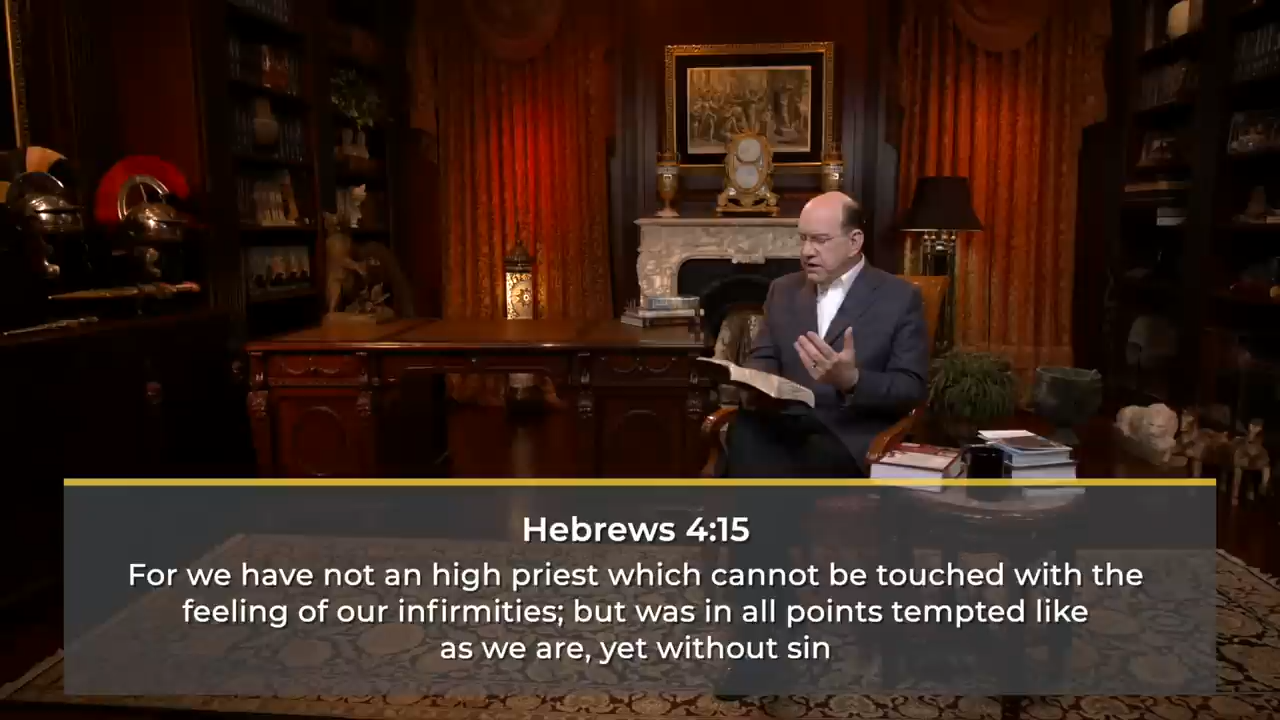 Hebrews 4:15
For we have not an high priest which cannot be touched with the
feeling of our infirmities; but was in all points tempted like
as we are, yet without sin